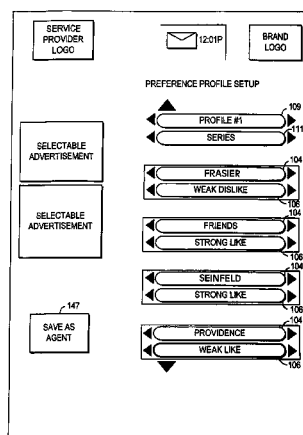 SERVICE
PROVIDER
LOGO
12:01P
BRAND
LOGO
PREFERENCE PROFILE SETUP
109
PROFILE #1
111
SERIES
SELECTABLE
ADVERTISEMENT
104
FRASIER
WEAK DISLIKE
106
SELECTABLE
ADVERTISEMENT
104
FRIENDS
STRONG LIKE
106
104
SEINFELD
STRONG LIKE
106
147
SAVE AS
AGENT
104
PROVIDENCE
WEAK LIKE
106